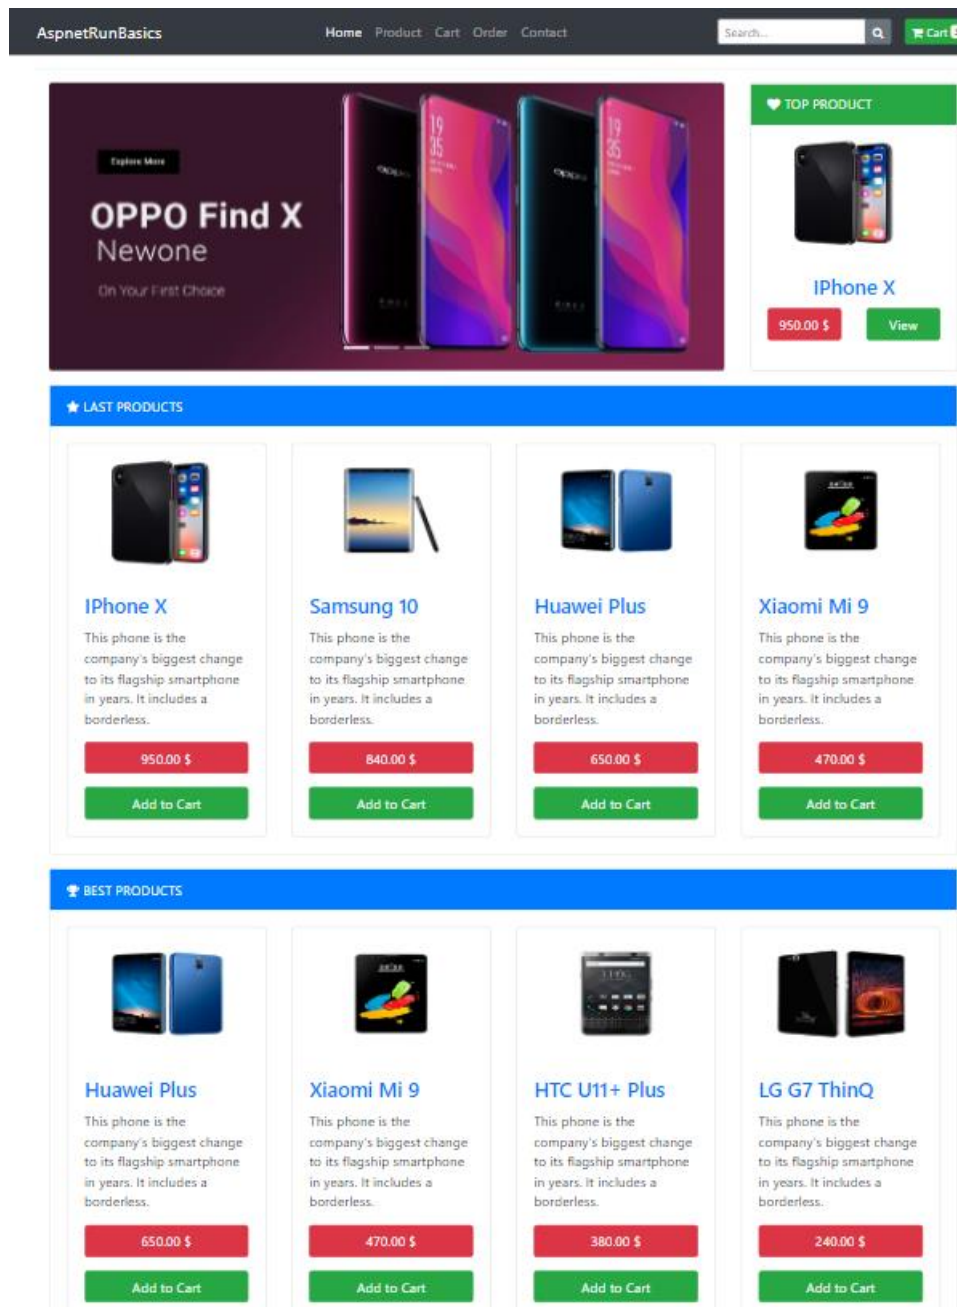 AspnetRunBasics
Home Product Cart Order Contact
Search...
Cart
Explore More
OPPO Find X
Newone
On Your First Choice
19
35
19
35
OPPO
OPPO
TOP PRODUCT
IPhone X
950.00 $ View
LAST PRODUCTS
IPhone X
This phone is the
company's biggest change
to its flagship smartphone
in years. It includes a
borderless.
950.00 $
Add to Cart
Samsung 10
This phone is the
company's biggest change
to its flagship smartphone
in years. It includes a
borderless.
840.00 $
Add to Cart
Huawei Plus
This phone is the
company's biggest change
to its flagship smartphone
in years. It includes a
borderless.
650.00 $
Add to Cart
Xiaomi Mi 9
This phone is the
company's biggest change
to its flagship smartphone
in years. It includes a
borderless.
470.00 $
Add to Cart
BEST PRODUCTS
Huawei Plus
This phone is the
company's biggest change
to its flagship smartphone
in years. It includes a
borderless.
650.00 $
Add to Cart
Xiaomi Mi 9
This phone is the
company's biggest change
to its flagship smartphone
in years. It includes a
borderless.
470.00 $
Add to Cart
HTC U11+ Plus
This phone is the
company's biggest change
to its flagship smartphone
in years. It includes a
borderless.
380.00 $
Add to Cart
LG G7 ThinQ
This phone is the
company's biggest change
to its flagship smartphone
in years. It includes a
borderless.
240.00 $
Add to Cart